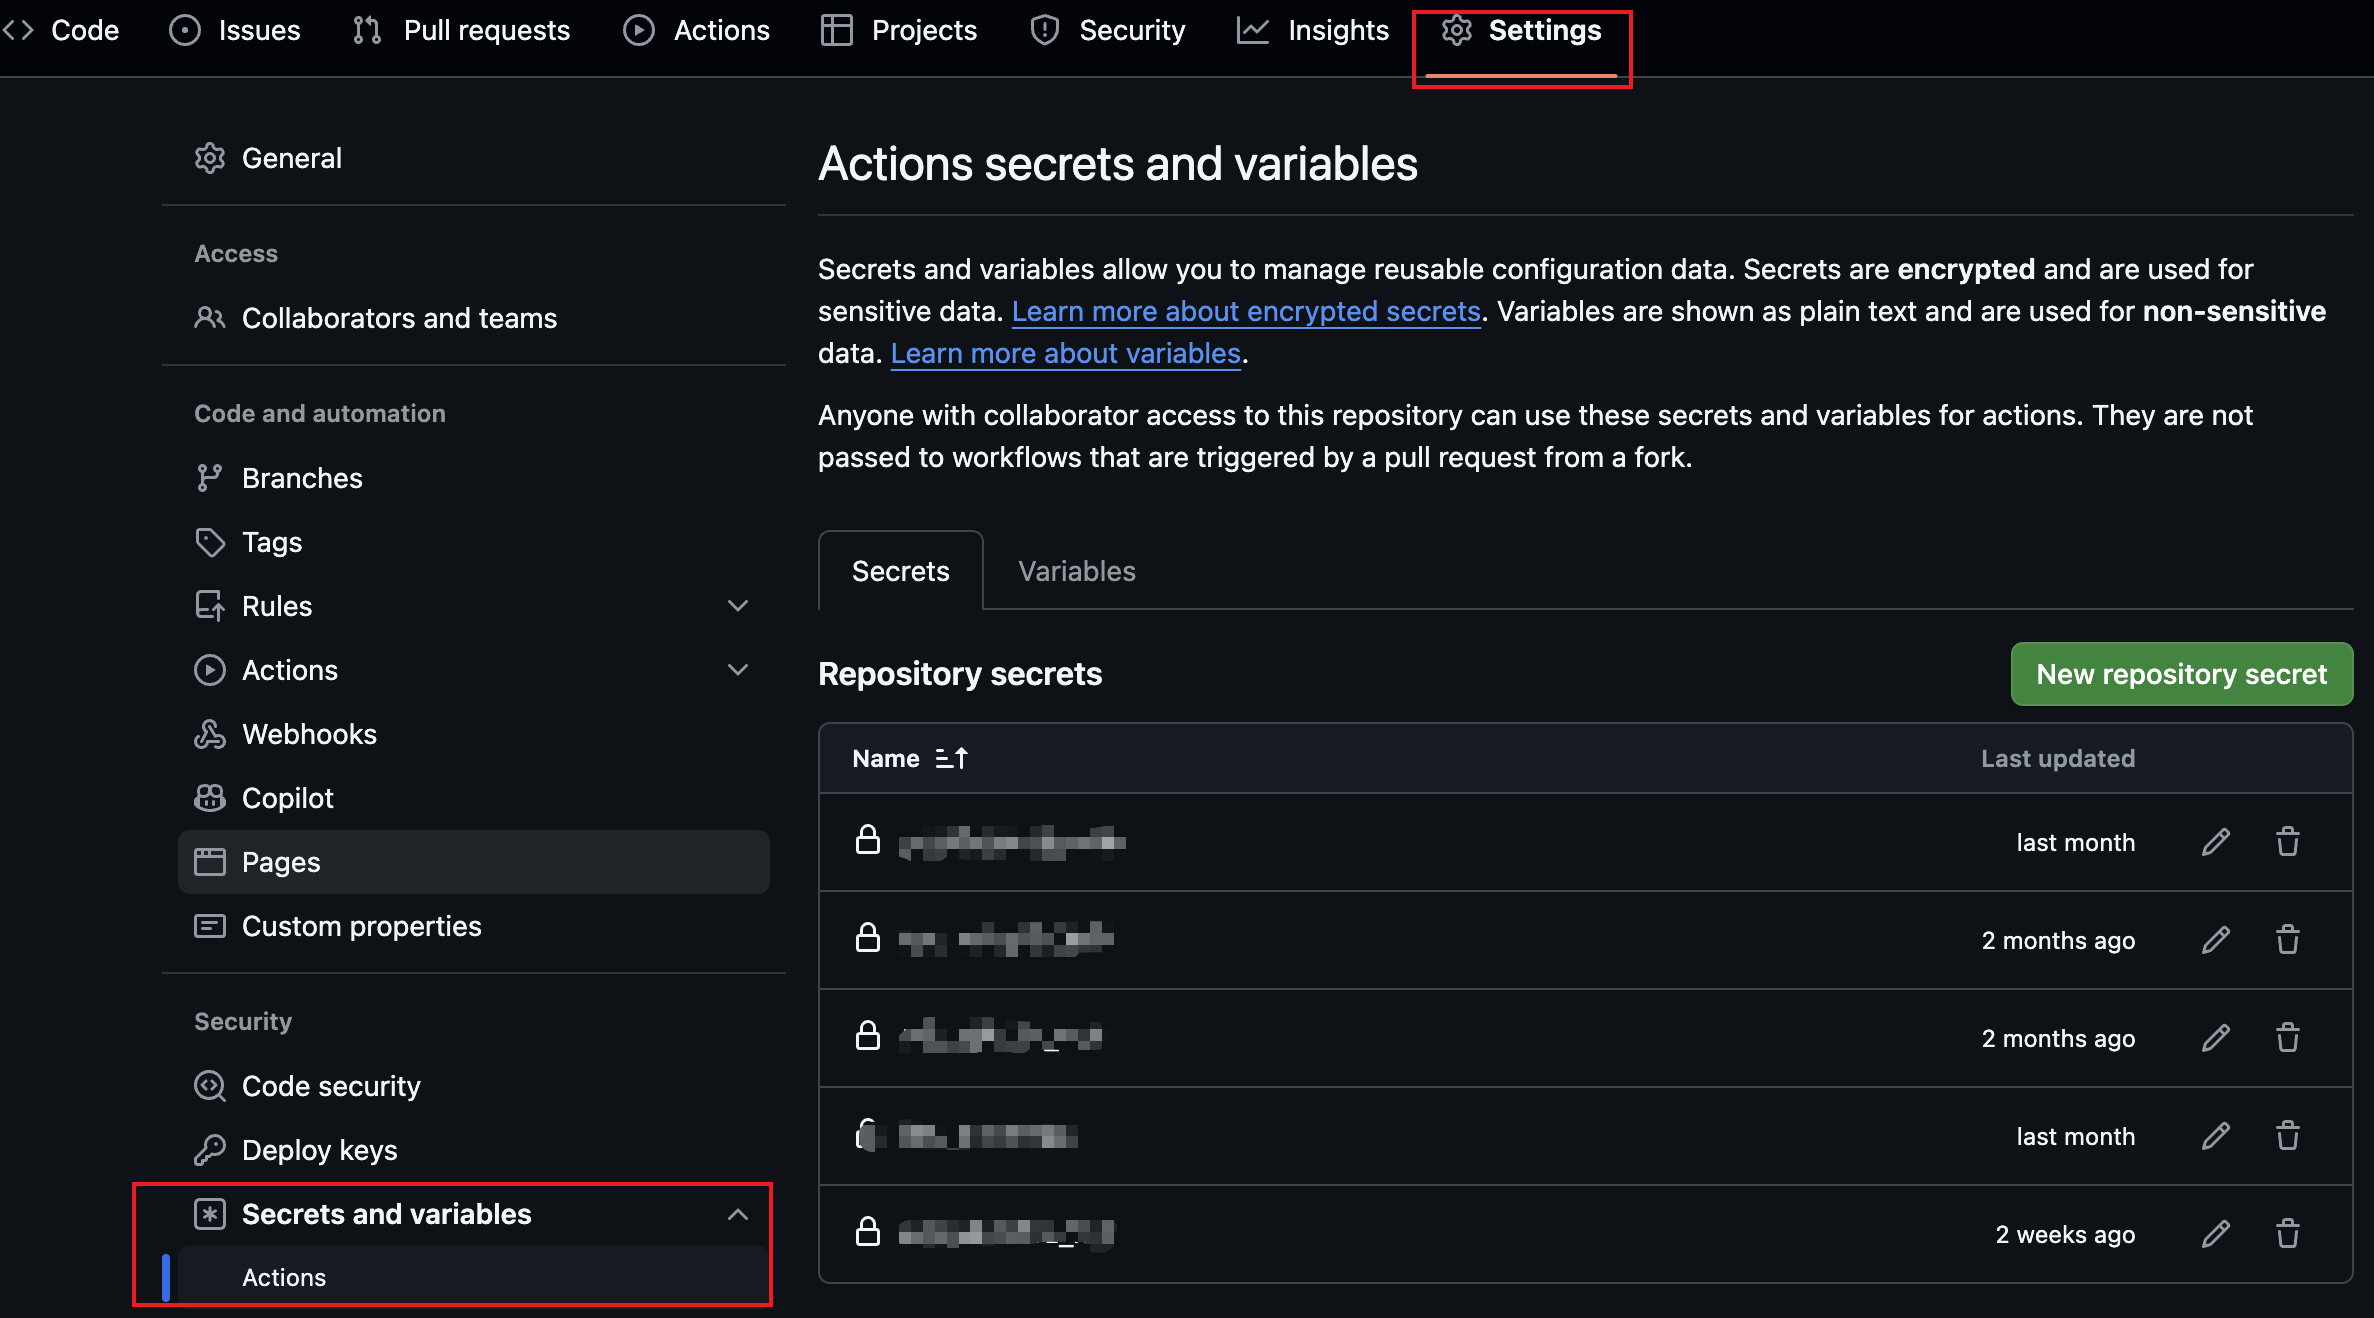 Code Issues Pull requests Actions Projects Security Insights Settings
General
Access
Collaborators and teams
Code and automation
Branches
Tags
Rules
Actions
Webhooks
Copilot
Pages
Custom properties
Security
Code security
Deploy keys
Secrets and variables
Actions
Actions secrets and variables
Secrets and variables allow you to manage reusable configuration data. Secrets are encrypted and are used for
sensitive data. Learn more about encrypted secrets. Variables are shown as plain text and are used for non-sensitive
data. Learn more about variables.
Anyone with collaborator access to this repository can use these secrets and variables for actions. They are not
passed to workflows that are triggered by a pull request from a fork.
Secrets Variables
Repository secrets New repository secret
Name Last updated
last month
2 months ago
2 months ago
last month
2 weeks ago